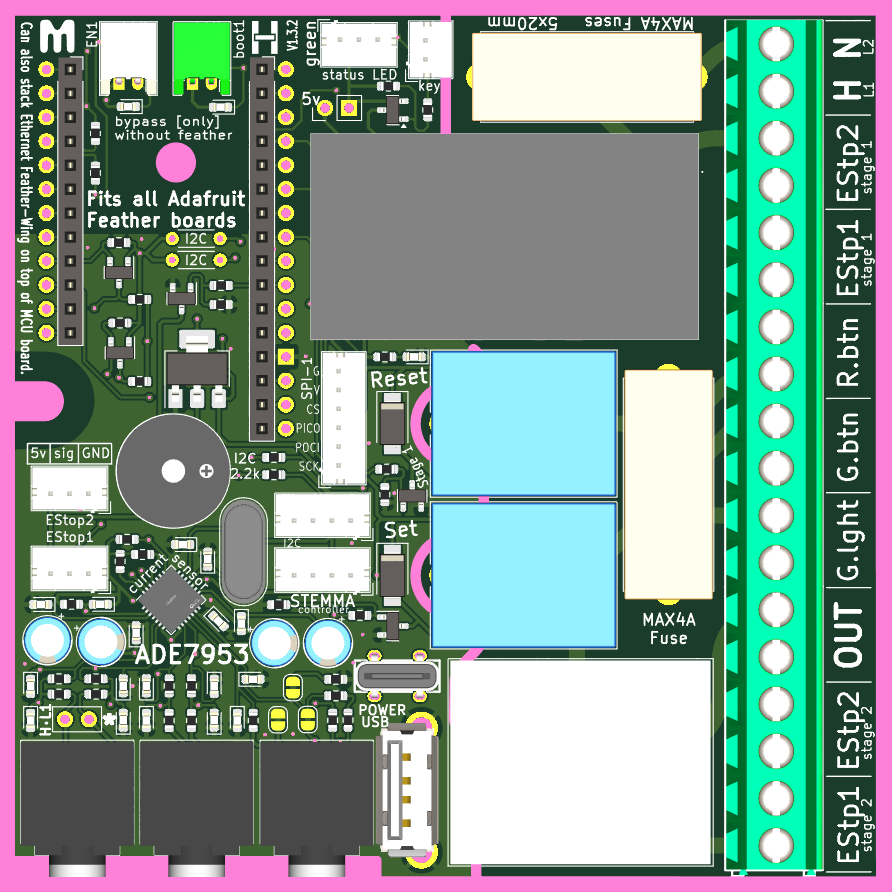 M
EN1
boot1
H
V1.3.2
green
status LED
key
MAX4A Fuses 5x20mm
5v
bypass [only]
without feather
Can also stack Ethernet Feather-Wing on top of MCU board.
Fits all Adafruit
Feather boards
I2C
I2C
SPI-1
G
V
CS
PICO
POCI
SCK
Reset
Stage 1
5v sig GND
I2C
2.2k
EStop2
EStop1
I2C
Set
current sensor
STEMMA
controller
ADE7953
MAX4A
Fuse
POWER
USB
H-L1
*
N
L2
H
L1
EStp2
stage 1
EStp1
stage 1
R.btn
G.btn
G.lght
OUT
EStp2
stage 2
EStp1
stage 2